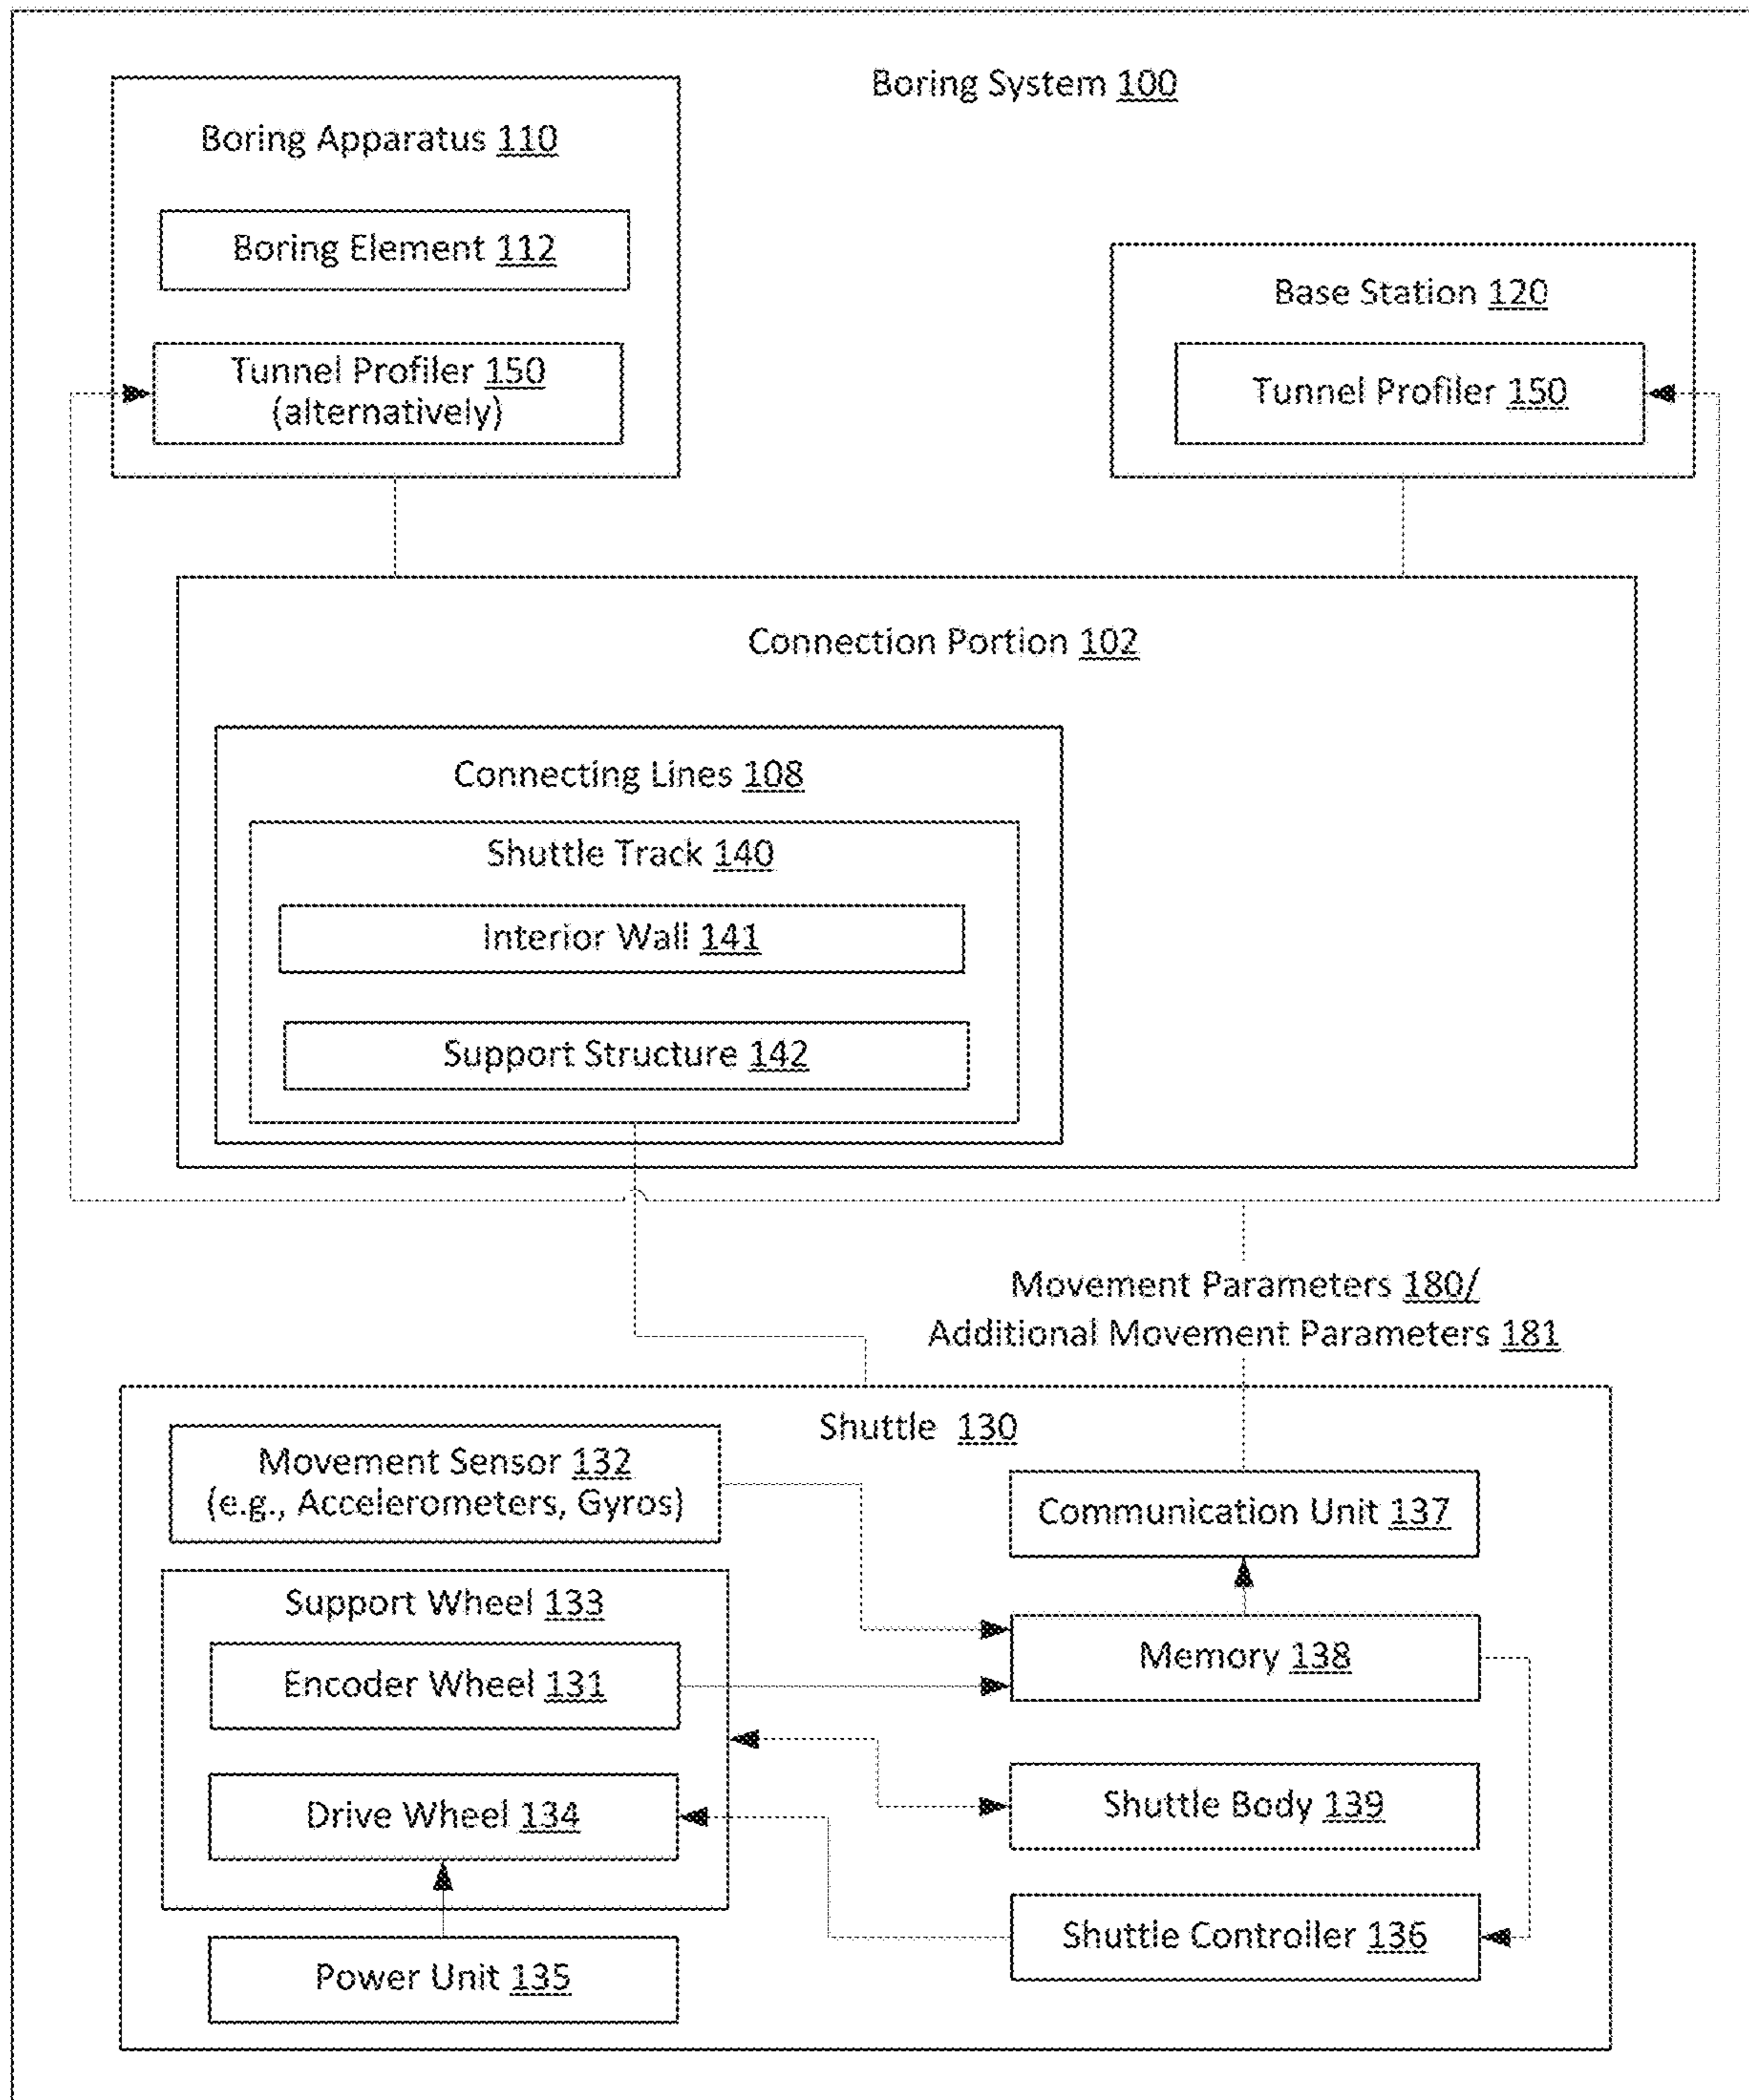 Boring System 100
Boring Apparatus 110
Boring Element 112
Tunnel Profiler 150
(alternatively)
Base Station 120
Tunnel Profiler 150
Connection Portion 102
Connecting Lines 108
Shuttle Track 140
Interior Wall 141
Support Structure 142
Movement Parameters 180/
Additional Movement Parameters 181
Shuttle 130
Movement Sensor 132
(e.g., Accelerometers, Gyros)
Communication Unit 137
Support Wheel 133
Encoder Wheel 131
Memory 138
Drive Wheel 134
Shuttle Body 139
Shuttle Controller 136
Power Unit 135